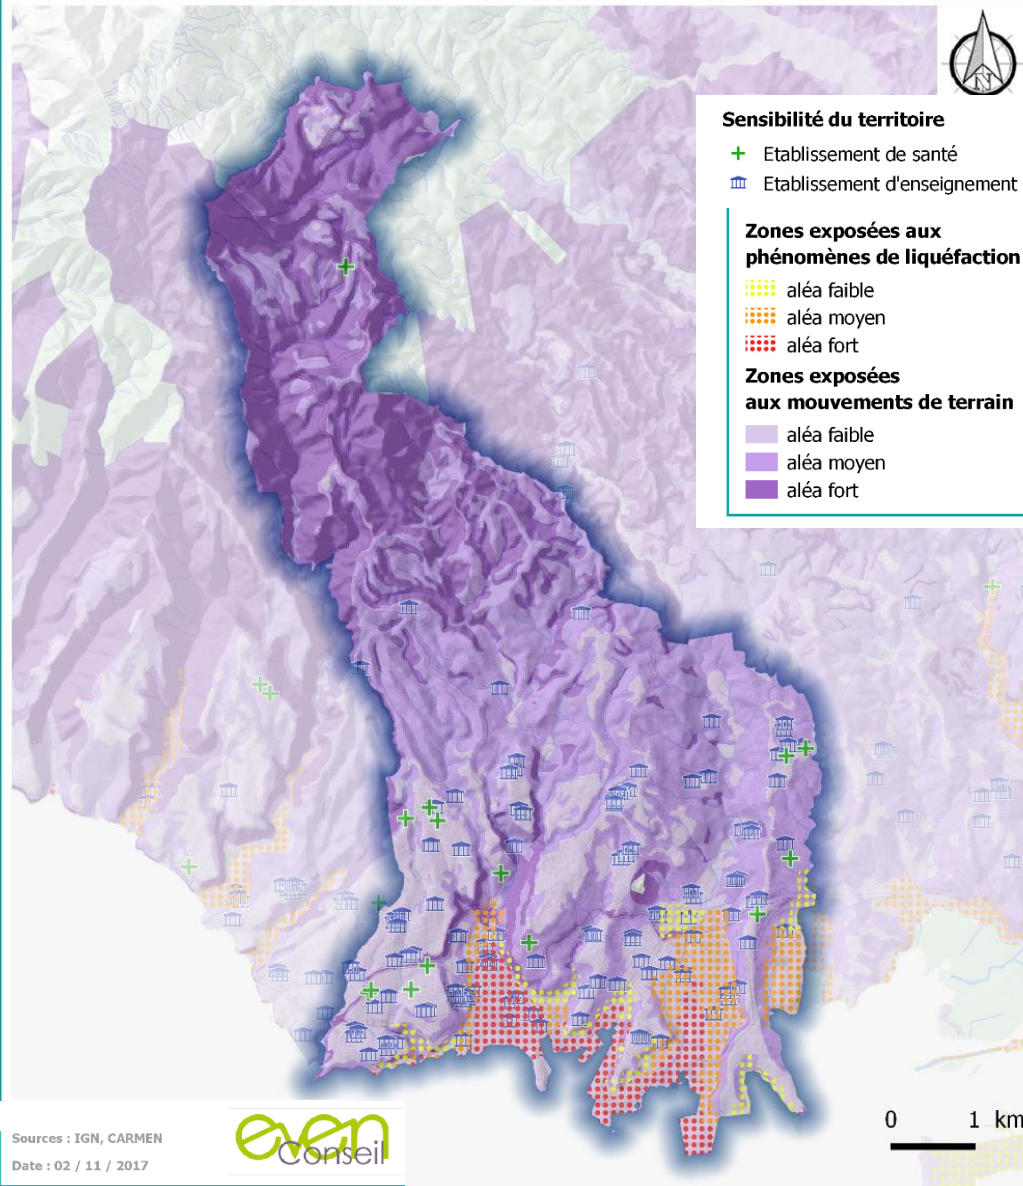 N
Sensibilité du territoire
Etablissement de santé
Etablissement d'enseignement
Zones exposées aux
phénomènes de liquéfaction
aléa faible
aléa moyen
aléa fort
Zones exposées
aux mouvements de terrain
aléa faible
aléa moyen
aléa fort
0 1 km
Sources : IGN, CARMEN
Date : 02 / 11 / 2017
even
Conseil